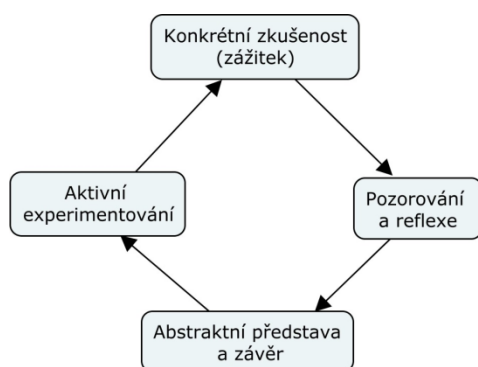 Konkrétní zkušenost
(zážitek)
Aktivní
experimentování
Pozorování
a reflexe
Abstraktní představa
a závěr